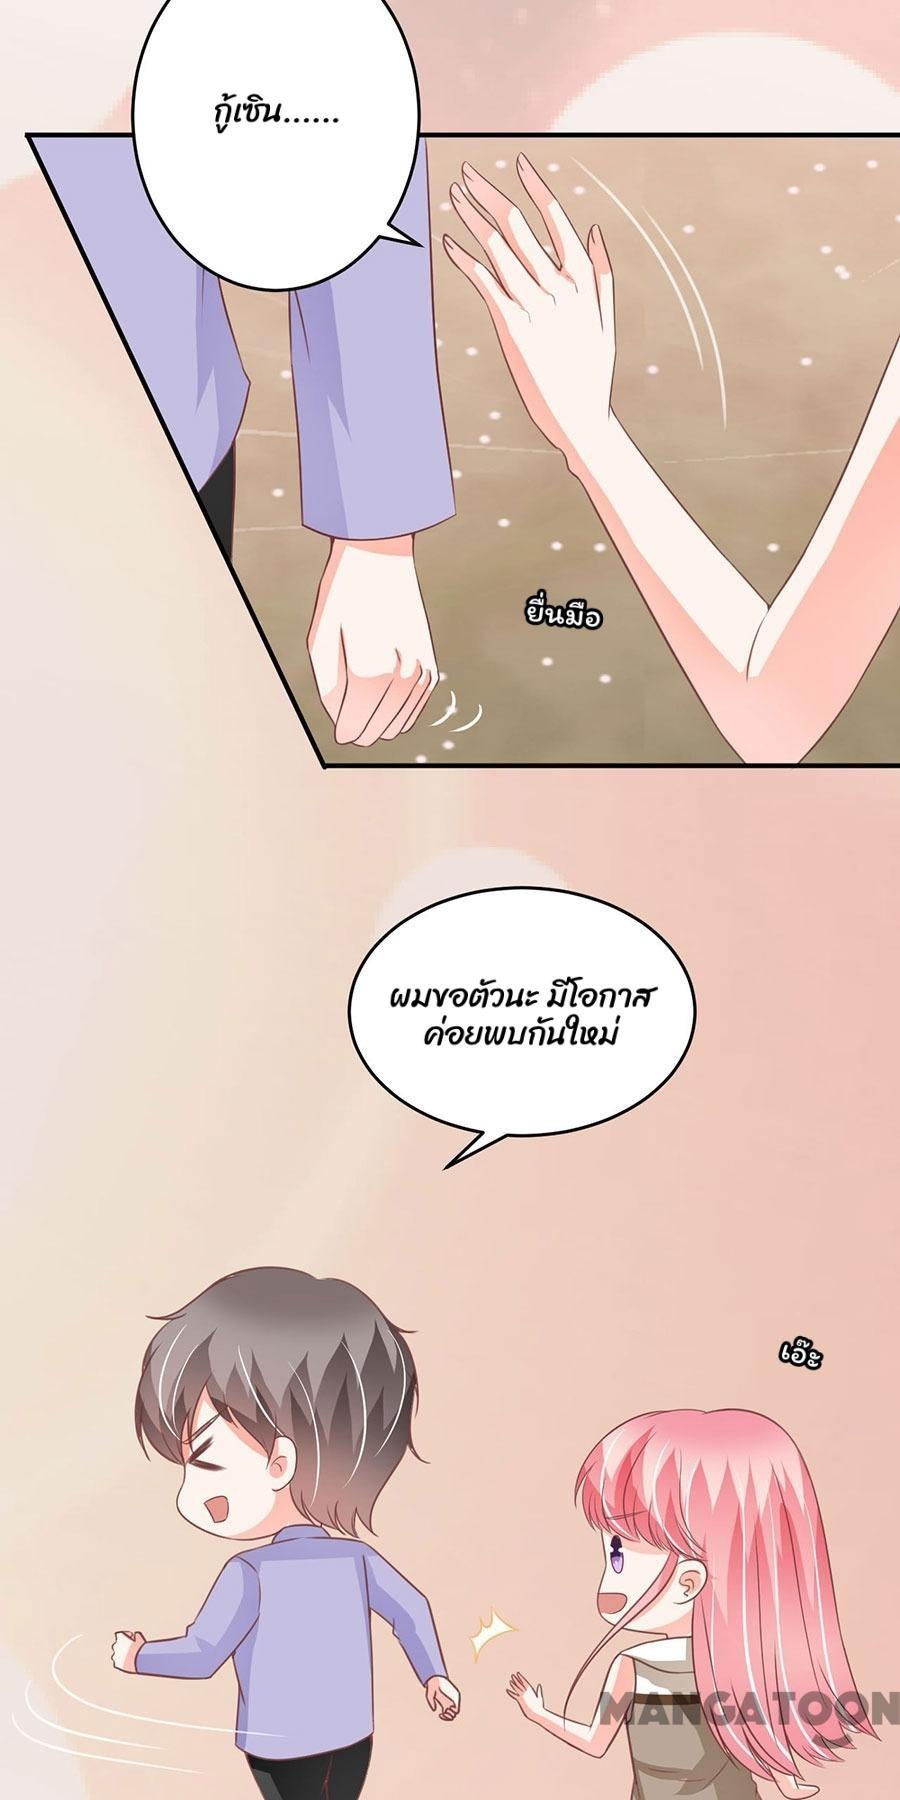 กู้เซิน......
ยื่นมือ
ผมขอตัวนะ มีโอกาส
ค่อยพบกันใหม่
เอ๊ะ
MANGATOON